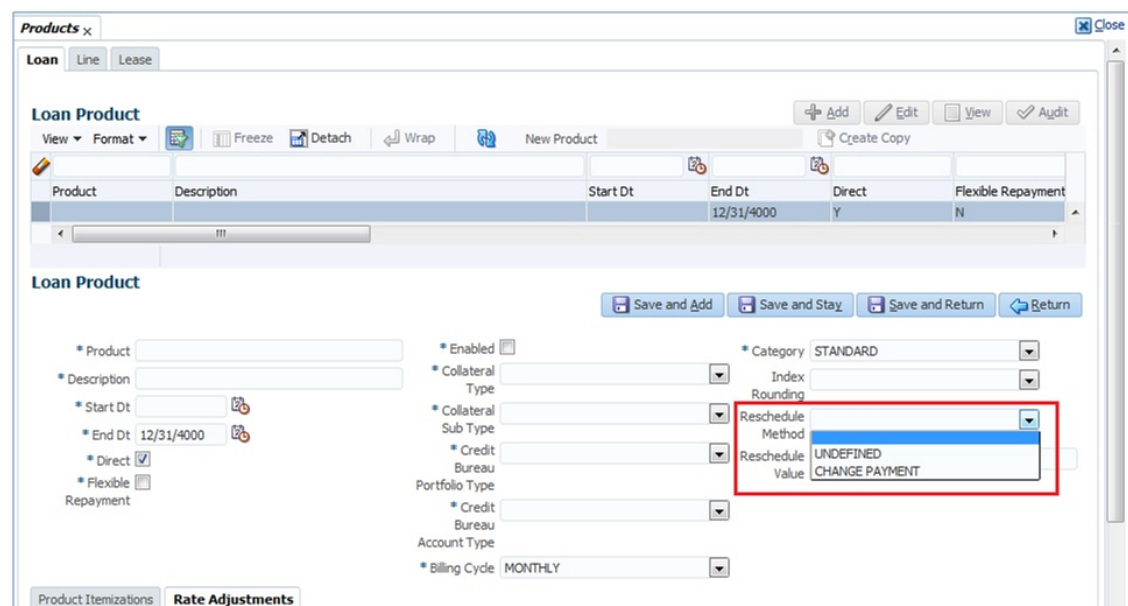 Products x
Close
Loan Line Lease
Loan Product
Add Edit View Audit
View Format Freeze Detach Wrap New Product Create Copy
Product Description Start Dt End Dt Direct Flexible Repayment
12/31/4000 Y N
Loan Product
Save and Add Save and Stay Save and Return Return
* Product
* Description
* Start Dt
* End Dt 12/31/4000
* Direct
* Flexible
Repayment
* Enabled
* Collateral
Type
* Collateral
Sub Type
* Credit
Bureau
Portfolio Type
* Credit
Bureau
Account Type
* Billing Cycle MONTHLY
* Category STANDARD
Index
Rounding
Reschedule
Method
Reschedule
Value
UNDEFINED
CHANGE PAYMENT
Product Itemizations Rate Adjustments